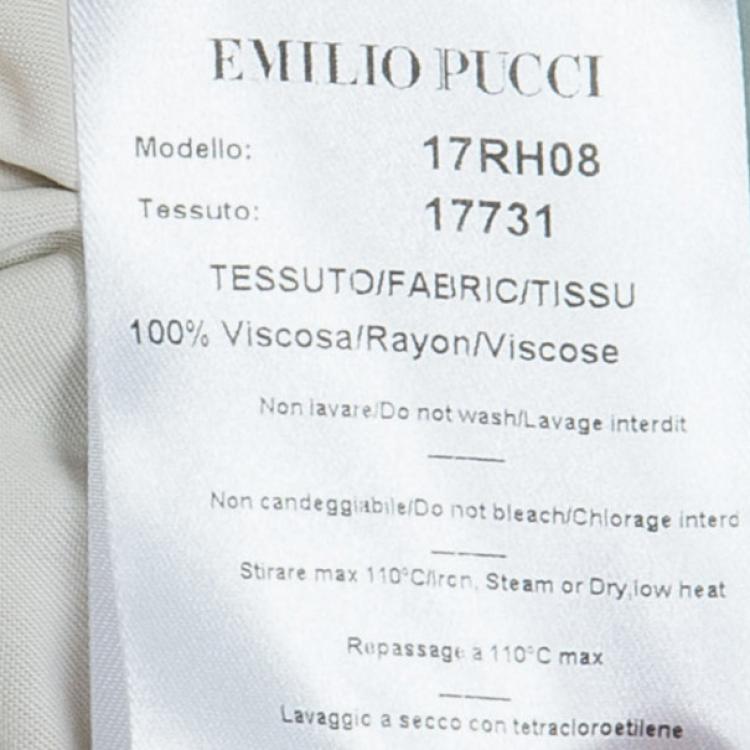 EMILIO PUCCI
Modello: 17RH08
Tessuto: 17731
TESSUTO/FABRIC/TISSU
100% Viscosa/Rayon/Viscose
Non lavare/Do not wash/Lavage interdit
Non candeggiabile/Do not bleach/Chlorage interd
Stirare max 110°C/Iron, Steam or Dry,low heat
Repassage a 110°C max
Lavaggio a secco con tetracloroetilene